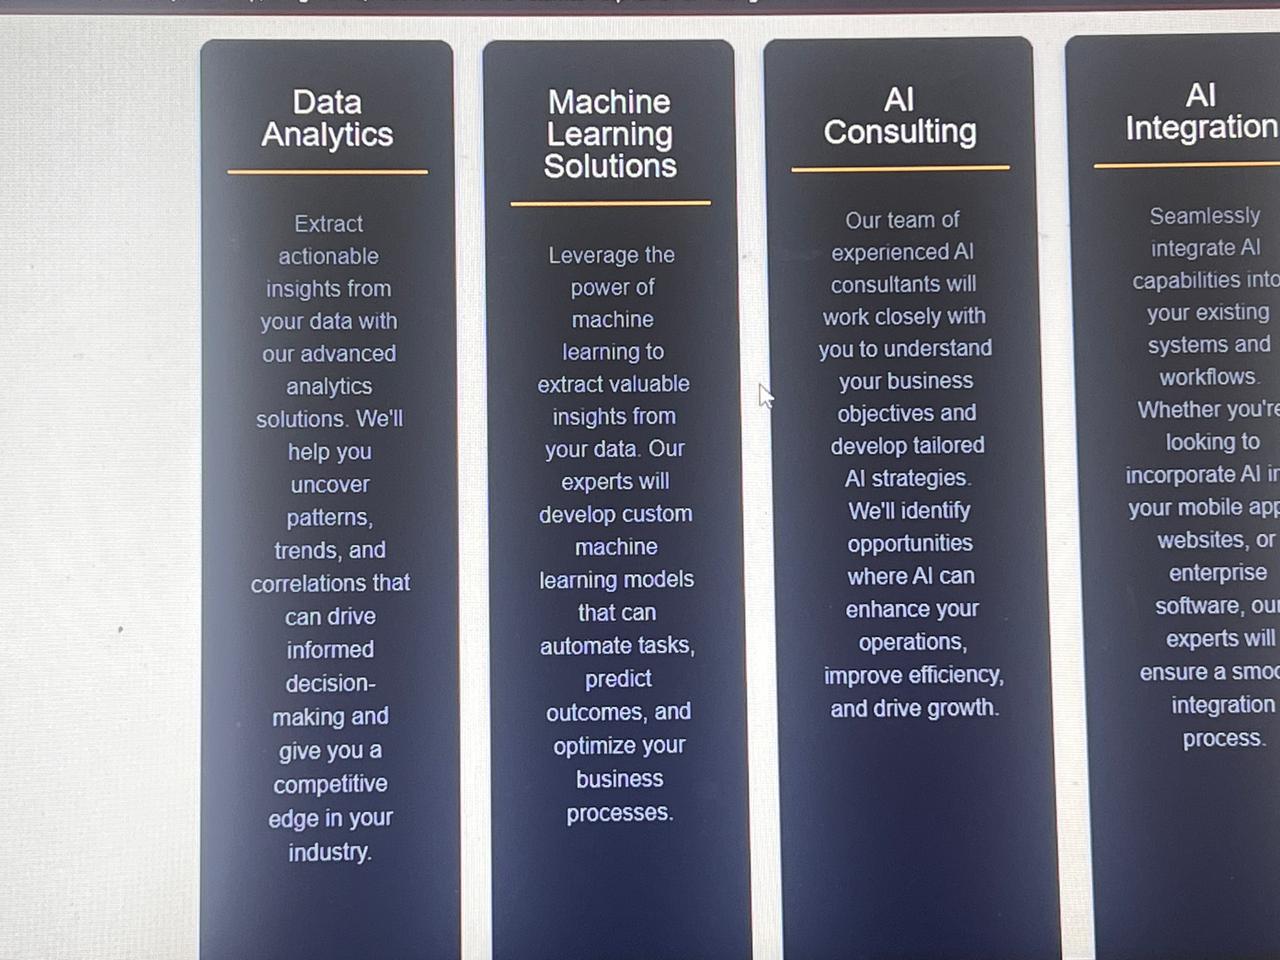 Data
Analytics
Extract
actionable
insights from
your data with
our advanced
analytics
solutions. We'll
help you
uncover
patterns,
trends, and
correlations that
can drive
informed
decision-
making and
give you a
competitive
edge in your
industry.
Machine
Learning
Solutions
Leverage the
power of
machine
learning to
extract valuable
insights from
your data. Our
experts will
develop custom
machine
learning models
that can
automate tasks,
predict
outcomes, and
optimize your
business
processes.
AI
Consulting
Our team of
experienced AI
consultants will
work closely with
you to understand
your business
objectives and
develop tailored
AI strategies.
We'll identify
opportunities
where AI can
enhance your
operations,
improve efficiency,
and drive growth.
AI
Integration
Seamlessly
integrate AI
capabilities into
your existing
systems and
workflows.
Whether you're
looking to
incorporate AI
your mobile
websites, or
enterprise
software, our
experts will
ensure a
integration
process.